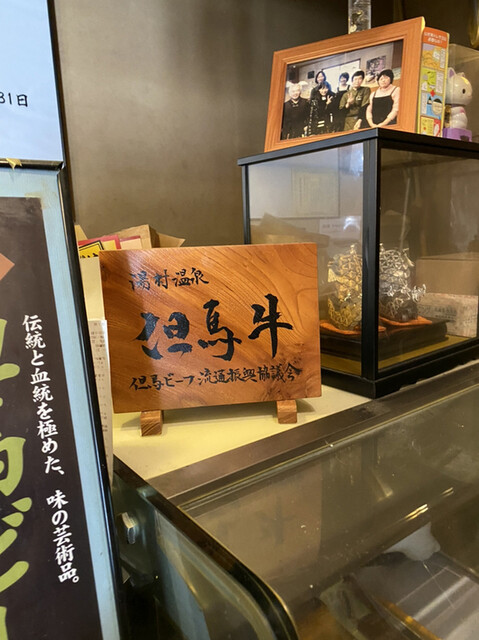 31日
湯村温泉
但馬牛
但馬ビーフ流通振興協議会
伝統と血統を極めた、味の芸術品。